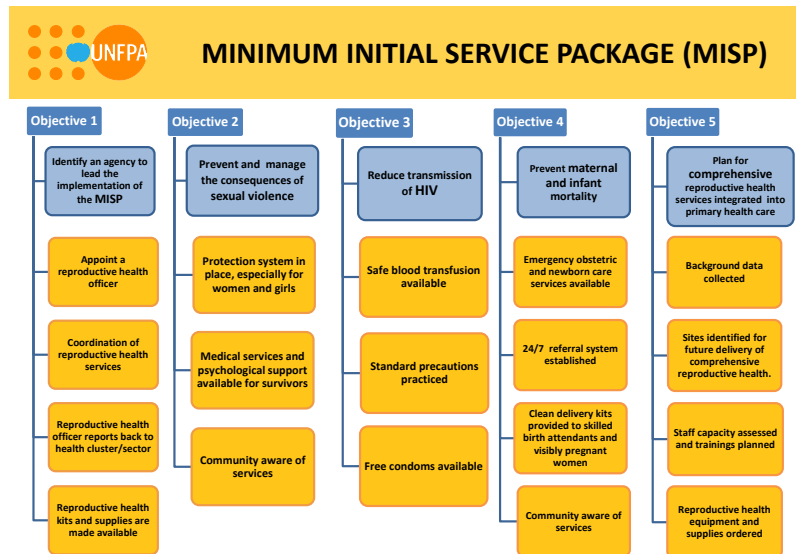 UNFPA
MINIMUM INITIAL SERVICE PACKAGE (MISP)
Objective 1
Identify an agency to
lead the
implementation of
the MISP
Appoint a
reproductive health
officer
Coordination of
reproductive health
services
Reproductive health
officer reports back to
health cluster/sector
Reproductive health
kits and supplies are
made available
Objective 2
Prevent and manage
the consequences of
sexual violence
Protection system in
place, especially for
women and girls
Medical services and
psychological support
available for survivors
Community aware of
services
Objective 3
Reduce transmission
of HIV
Safe blood transfusion
available
Standard precautions
practiced
Free condoms available
Objective 4
Prevent maternal
and infant
mortality
Emergency obstetric
and newborn care
services available
24/7 referral system
established
Clean delivery kits
provided to skilled
birth attendants and
visibly pregnant
women
Community aware of
services
Objective 5
Plan for
comprehensive
reproductive health
services integrated into
primary health care
Background data
collected
Sites identified for
future delivery of
comprehensive
reproductive health.
Staff capacity assessed
and trainings planned
Reproductive health
equipment and
supplies ordered